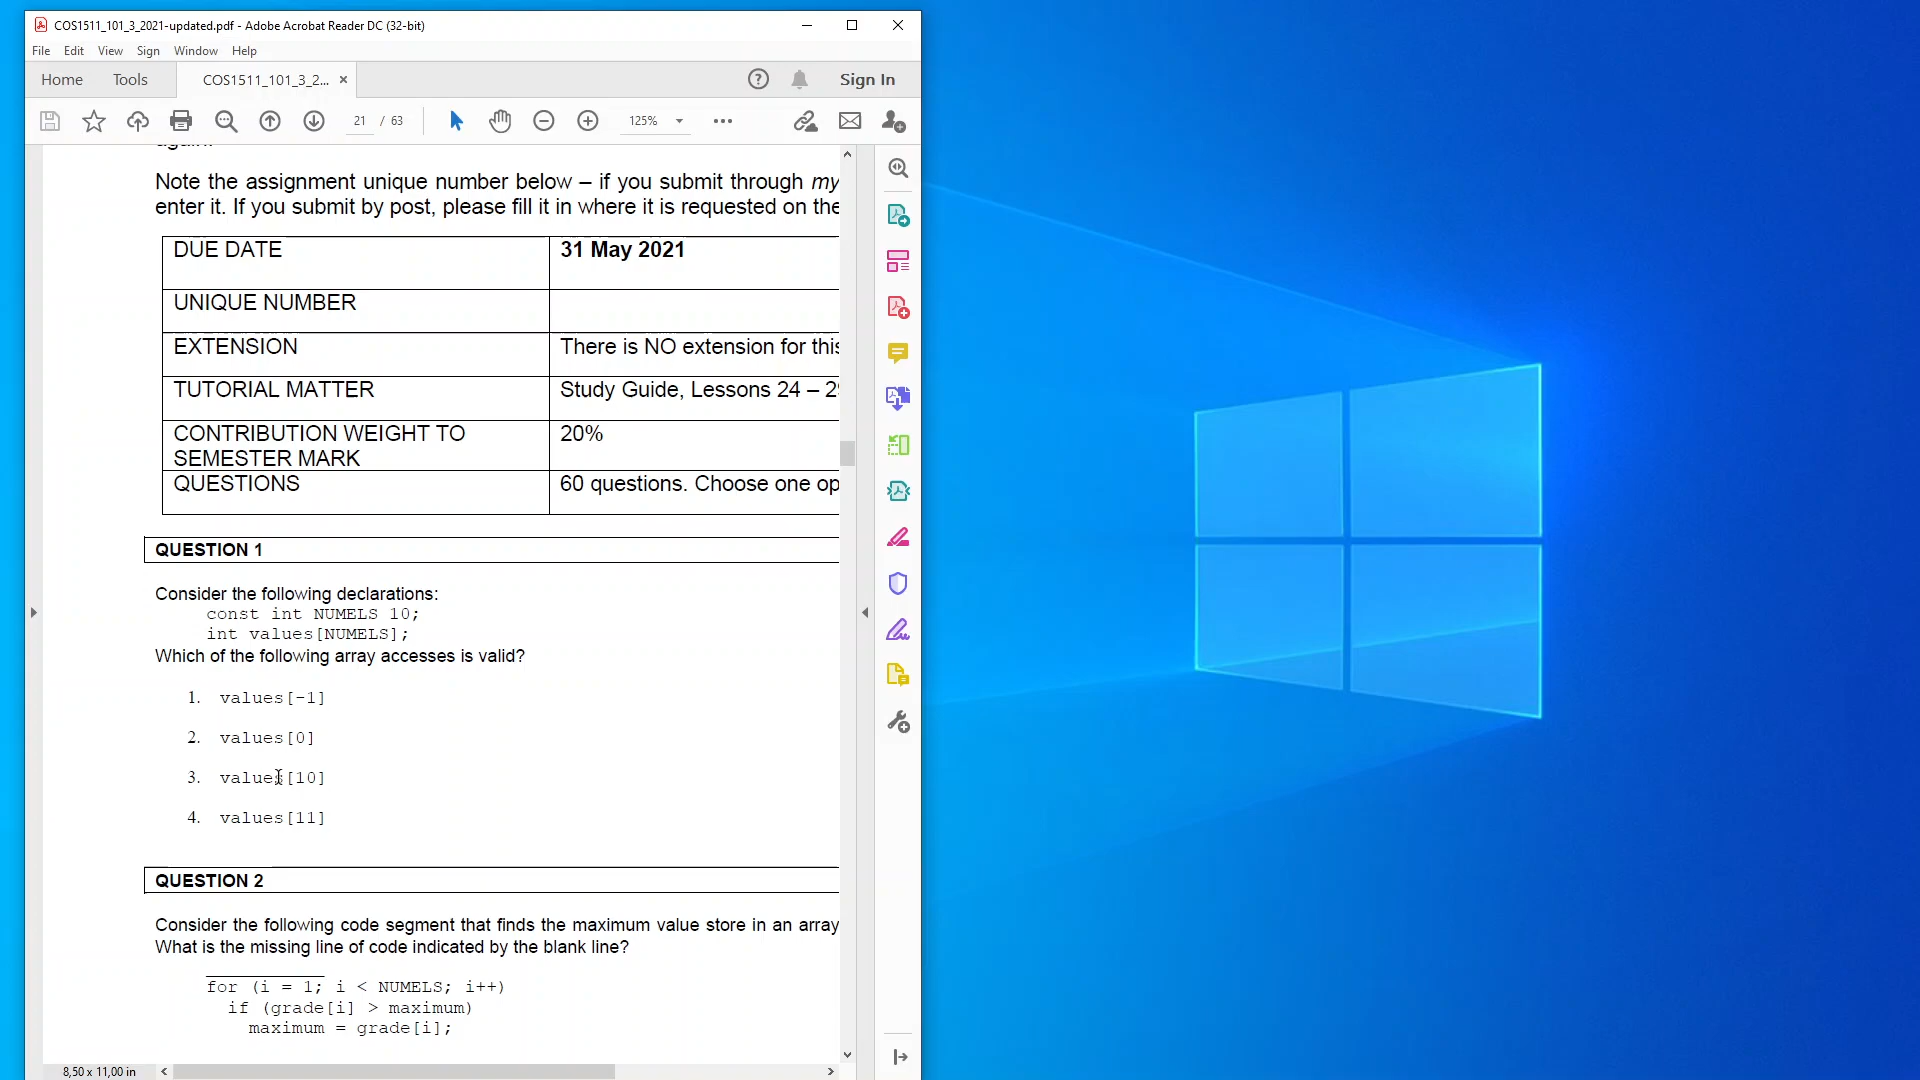 COS1511_101_3_2021-updated.pdf - Adobe Acrobat Reader DC (32-bit)
File Edit View Sign Window Help
Home Tools COS1511_101_3_2... Sign In
21 / 63 125%
again.
Note the assignment unique number below – if you submit through my
enter it. If you submit by post, please fill it in where it is requested on the
DUE DATE 31 May 2021
UNIQUE NUMBER
EXTENSION There is NO extension for this
TUTORIAL MATTER Study Guide, Lessons 24 – 29
CONTRIBUTION WEIGHT TO 20%
SEMESTER MARK
QUESTIONS 60 questions. Choose one op
QUESTION 1
Consider the following declarations:
const int NUMELS 10;
int values[NUMELS];
Which of the following array accesses is valid?
1. values[-1]
2. values[0]
3. values[10]
4. values[11]
QUESTION 2
Consider the following code segment that finds the maximum value store in an array
What is the missing line of code indicated by the blank line?
for (i = 1; i < NUMELS; i++)
if (grade[i] > maximum)
maximum = grade[i];
8,50 x 11,00 in